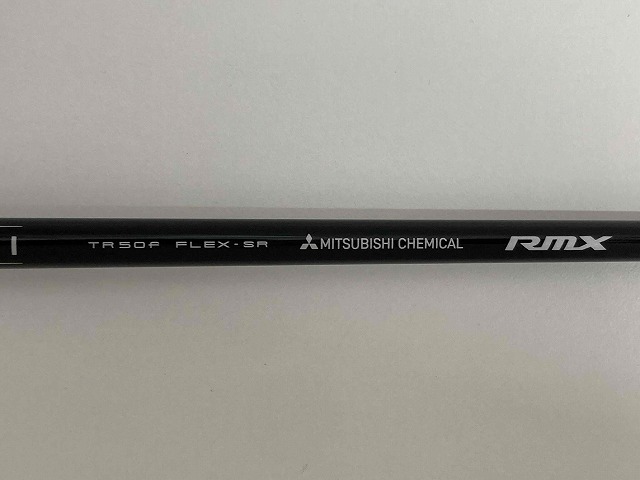 TR50f FLEX-SR MITSUBISHI CHEMICAL RMX